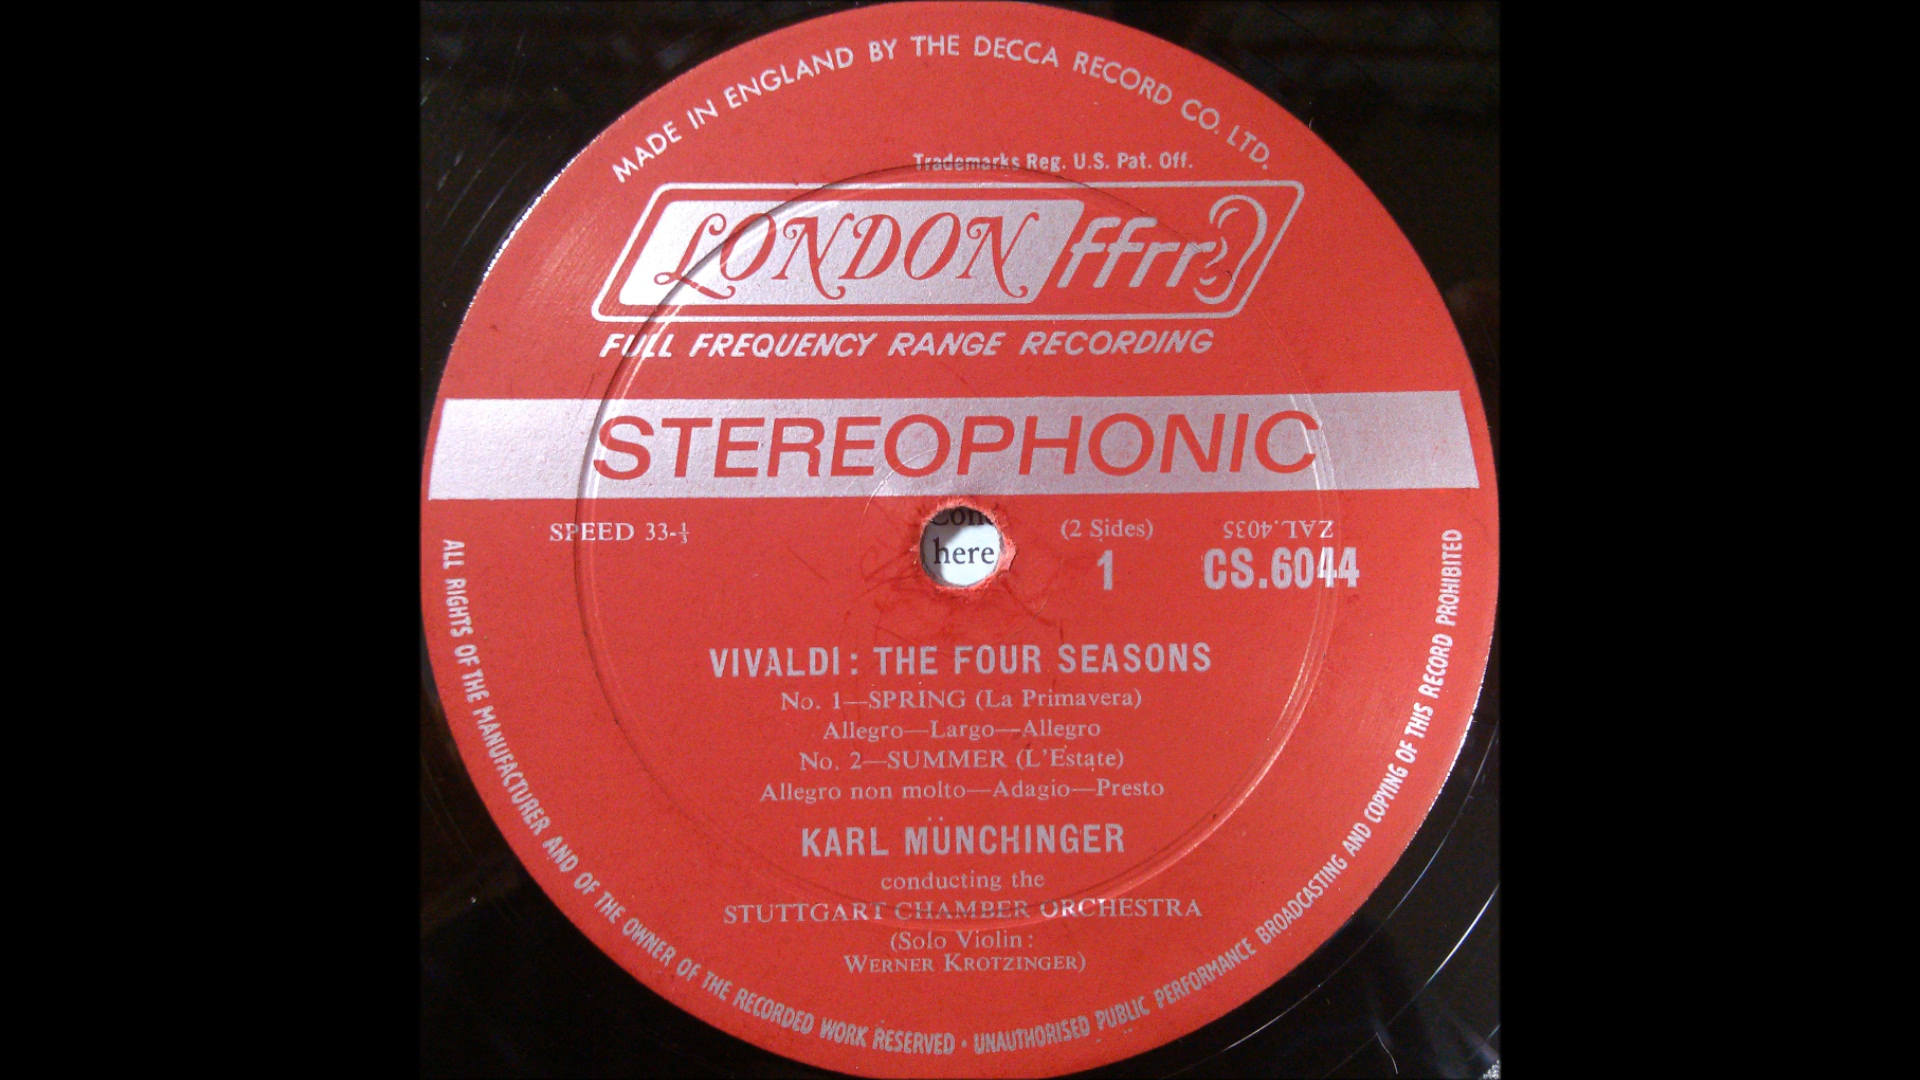 MADE IN ENGLAND BY THE DECCA RECORD CO. LTD.
Trademarks Reg. U.S. Pat. Off.
LONDON ffrr
FULL FREQUENCY RANGE RECORDING
STEREOPHONIC
SPEED 33-⅓
(2 Sides)
ZAL.4035
1
CS.6044
here
VIVALDI: THE FOUR SEASONS
No. 1—SPRING (La Primavera)
Allegro—Largo—Allegro
No. 2—SUMMER (L'Estate)
Allegro non molto—Adagio—Presto
KARL MÜNCHINGER
conducting the
STUTTGART CHAMBER ORCHESTRA
(Solo Violin:
WERNER KROTZINGER)
ALL RIGHTS OF THE MANUFACTURER AND OF THE OWNER OF THE RECORDED WORK RESERVED · UNAUTHORISED PUBLIC PERFORMANCE BROADCASTING AND COPYING OF THIS RECORD PROHIBITED